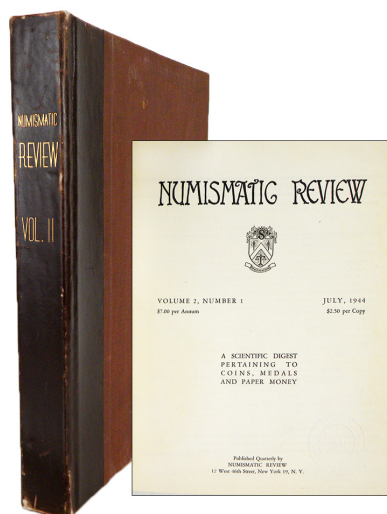 NUMISMATIC
REVIEW
VOL. II
NUMISMATIC REVIEW
VOLUME 2, NUMBER 1
JULY, 1944
$7.00 per Annum
$2.50 per Copy
A SCIENTIFIC DIGEST
PERTAINING TO
COINS, MEDALS
AND PAPER MONEY
Published Quarterly by
NUMISMATIC REVIEW
12 West 46th Street, New York 19, N. Y.